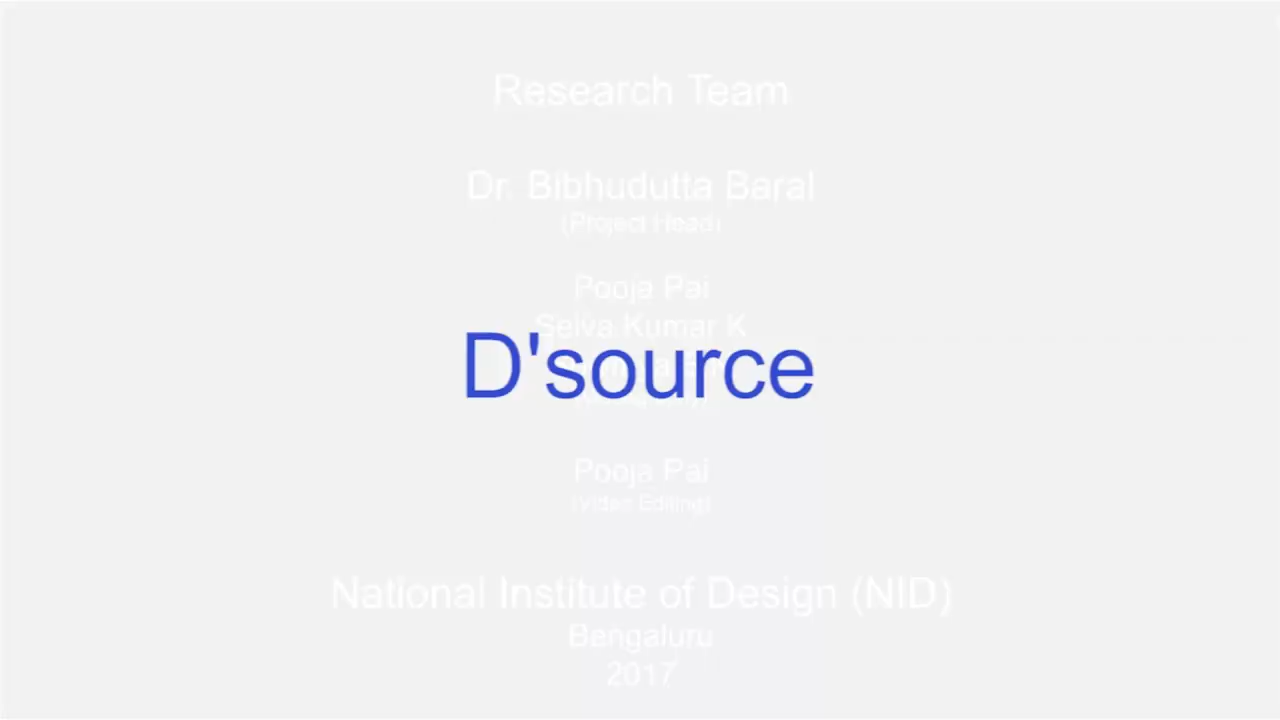 Research Team
Dr. Bibhudutta Baral
(Project Head)
Pooja Pai
Selva Kumar K
D'source
Pooja Pai
(Video Editing)
National Institute of Design (NID)
Bengaluru
2017